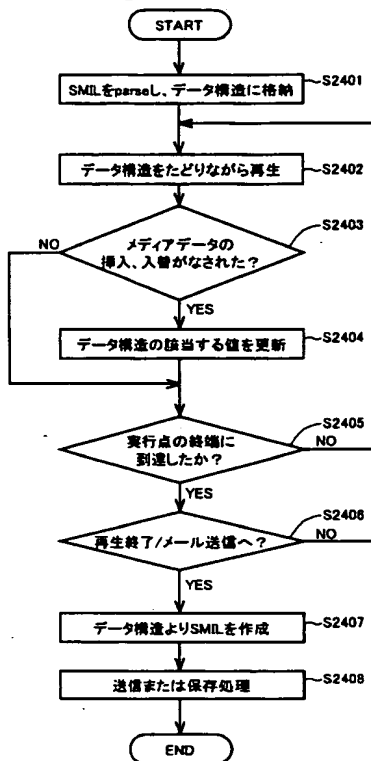 START
SMILをparseし、データ構造に格納
S2401
データ構造をたどりながら再生
S2402
S2403
NO
メディアデータの
挿入、入替がなされた？
YES
データ構造の該当する値を更新
S2404
S2405
実行点の終端に
到達したか？
NO
YES
S2406
再生終了/メール送信へ？
NO
YES
データ構造よりSMILを作成
S2407
送信または保存処理
S2408
END